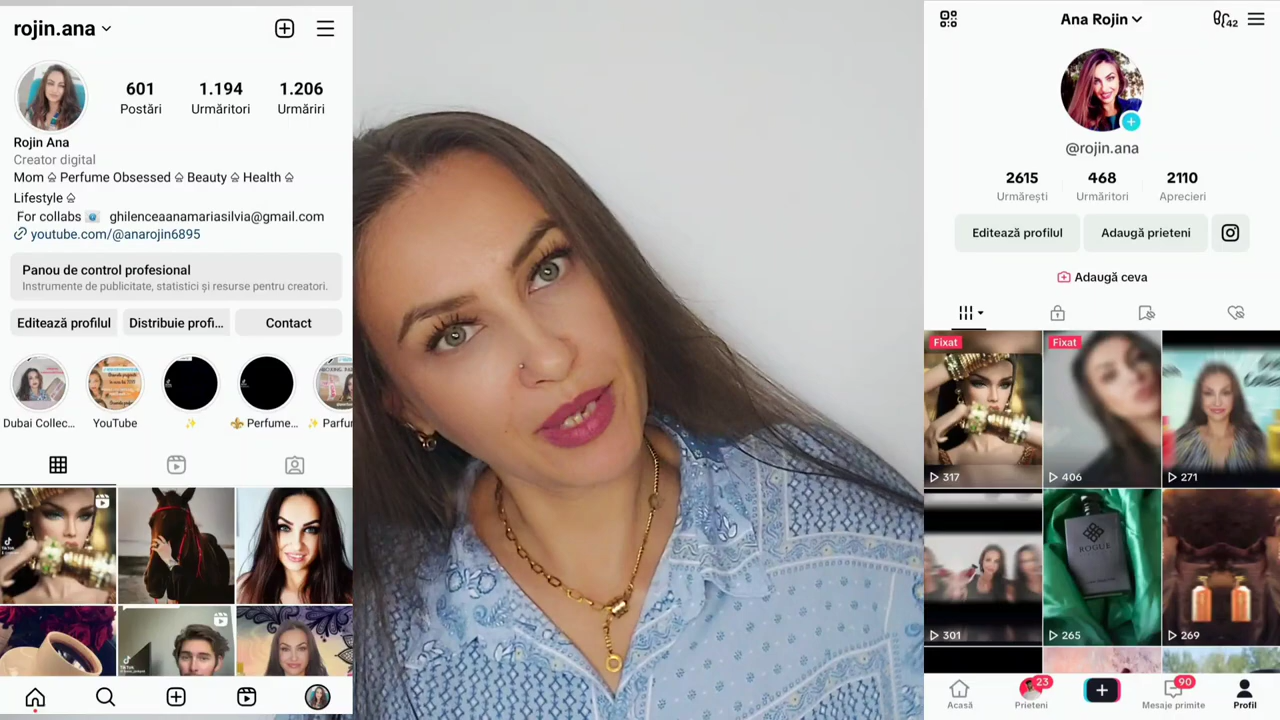 rojin.ana
601
1.194
1.206
Postări
Urmăritori
Urmăriri
Rojin Ana
Creator digital
Mom ♤ Perfume Obsessed ♤ Beauty ♤ Health ♤
Lifestyle ♤
For collabs 📧 ghilenceaanamariasilvia@gmail.com
youtube.com/@anarojin6895
Panou de control profesional
Instrumente de publicitate, statistici și resurse pentru creatori.
Editează profilul
Distribuie profi...
Contact
Dubai Collec...
YouTube
✨
⚜️ Perfume...
✨ Parfur
Ana Rojin
42
@rojin.ana
2615
468
2110
Urmărești
Urmăritori
Aprecieri
Editează profilul
Adaugă prieteni
Adaugă ceva
Fixat
Fixat
317
406
271
ROGUE
301
265
269
23
90
Acasă
Prieteni
Mesaje primite
Profil